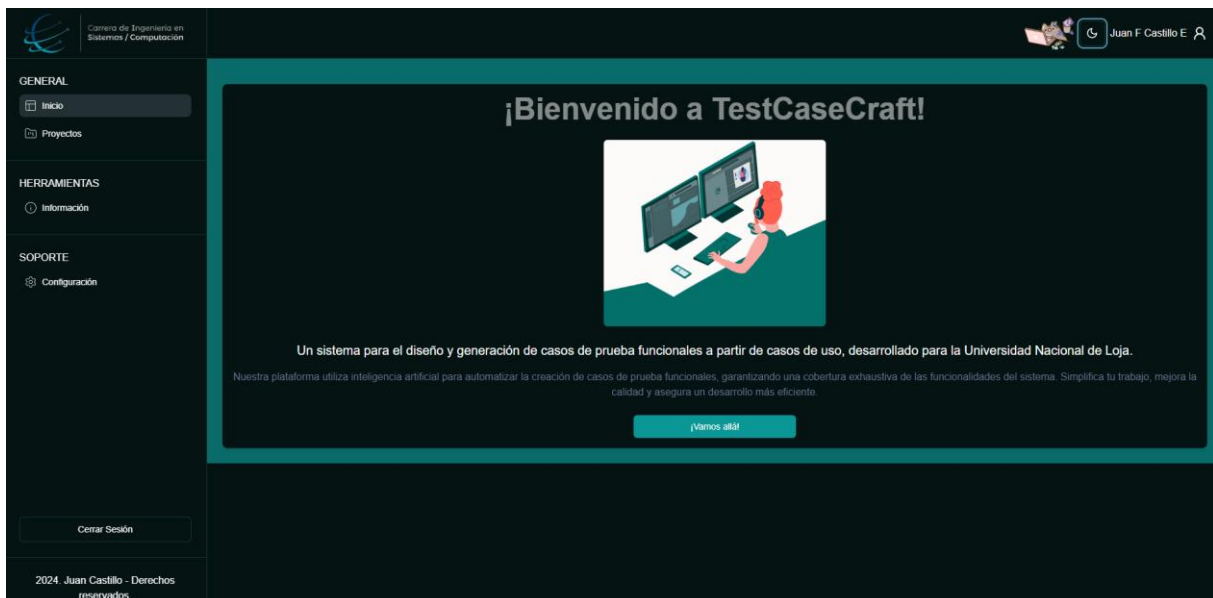 Carrera de Ingeniería en
Sistemas / Computación
Juan F Castillo E
GENERAL
Inicio
Proyectos
HERRAMIENTAS
Información
SOPORTE
Configuración
Cerrar Sesión
2024. Juan Castillo - Derechos
reservados
¡Bienvenido a TestCaseCraft!
Un sistema para el diseño y generación de casos de prueba funcionales a partir de casos de uso, desarrollado para la Universidad Nacional de Loja.
Nuestra plataforma utiliza inteligencia artificial para automatizar la creación de casos de prueba funcionales, garantizando una cobertura exhaustiva de las funcionalidades del sistema. Simplifica tu trabajo, mejora la
calidad y asegura un desarrollo más eficiente.
¡Vamos allá!